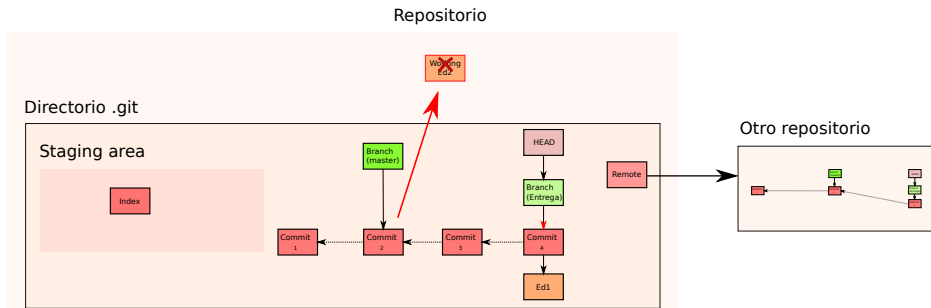 Repositorio
Working
Ed2
Directorio .git
Otro repositorio
Staging area
Branch
(master)
HEAD
Remote
Index
Branch
(Entrega)
Commit
1
Commit
2
Commit
3
Commit
4
Ed1